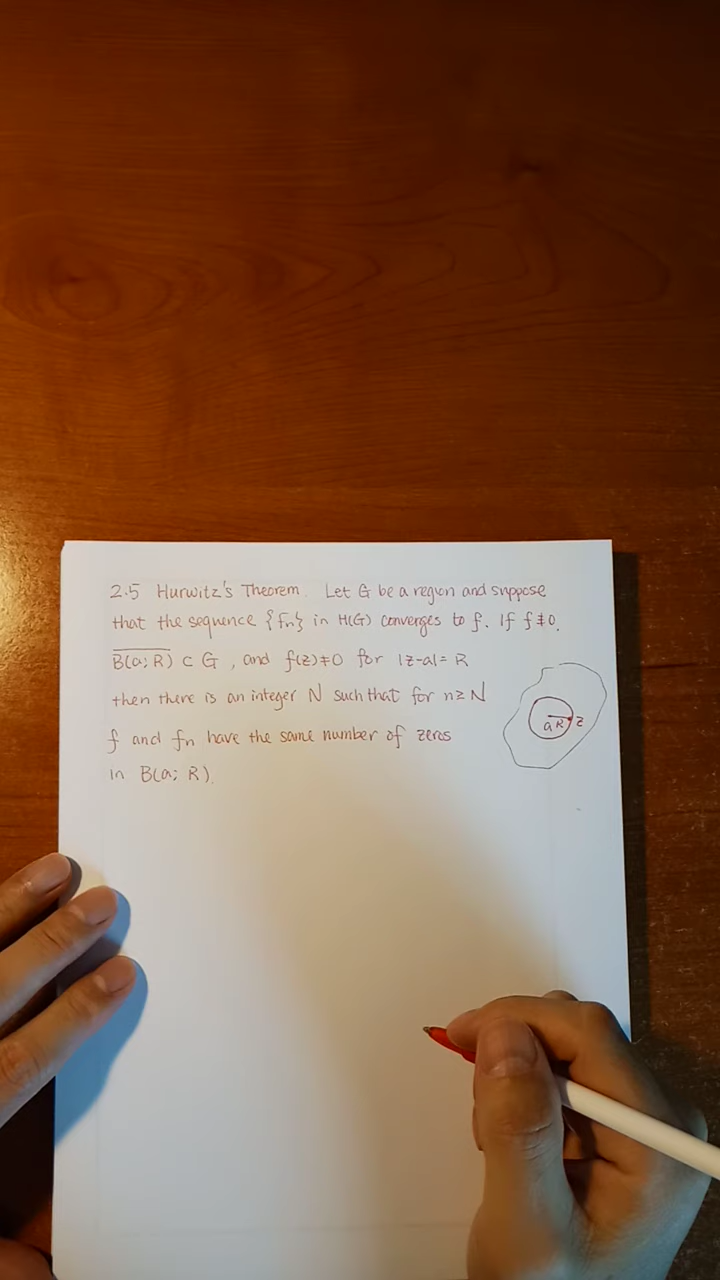 2.5 Hurwitz's Theorem. Let G be a region and suppose
that the sequence {fn} in H(G) converges to f. If f≢0,
B̅(̅a̅;̅ ̅R̅)̅ ⊂ G, and f(z)≠0 for |z-a|= R
then there is an integer N such that for n≥N
f and fn have the same number of zeros
in B(a; R).
a R z